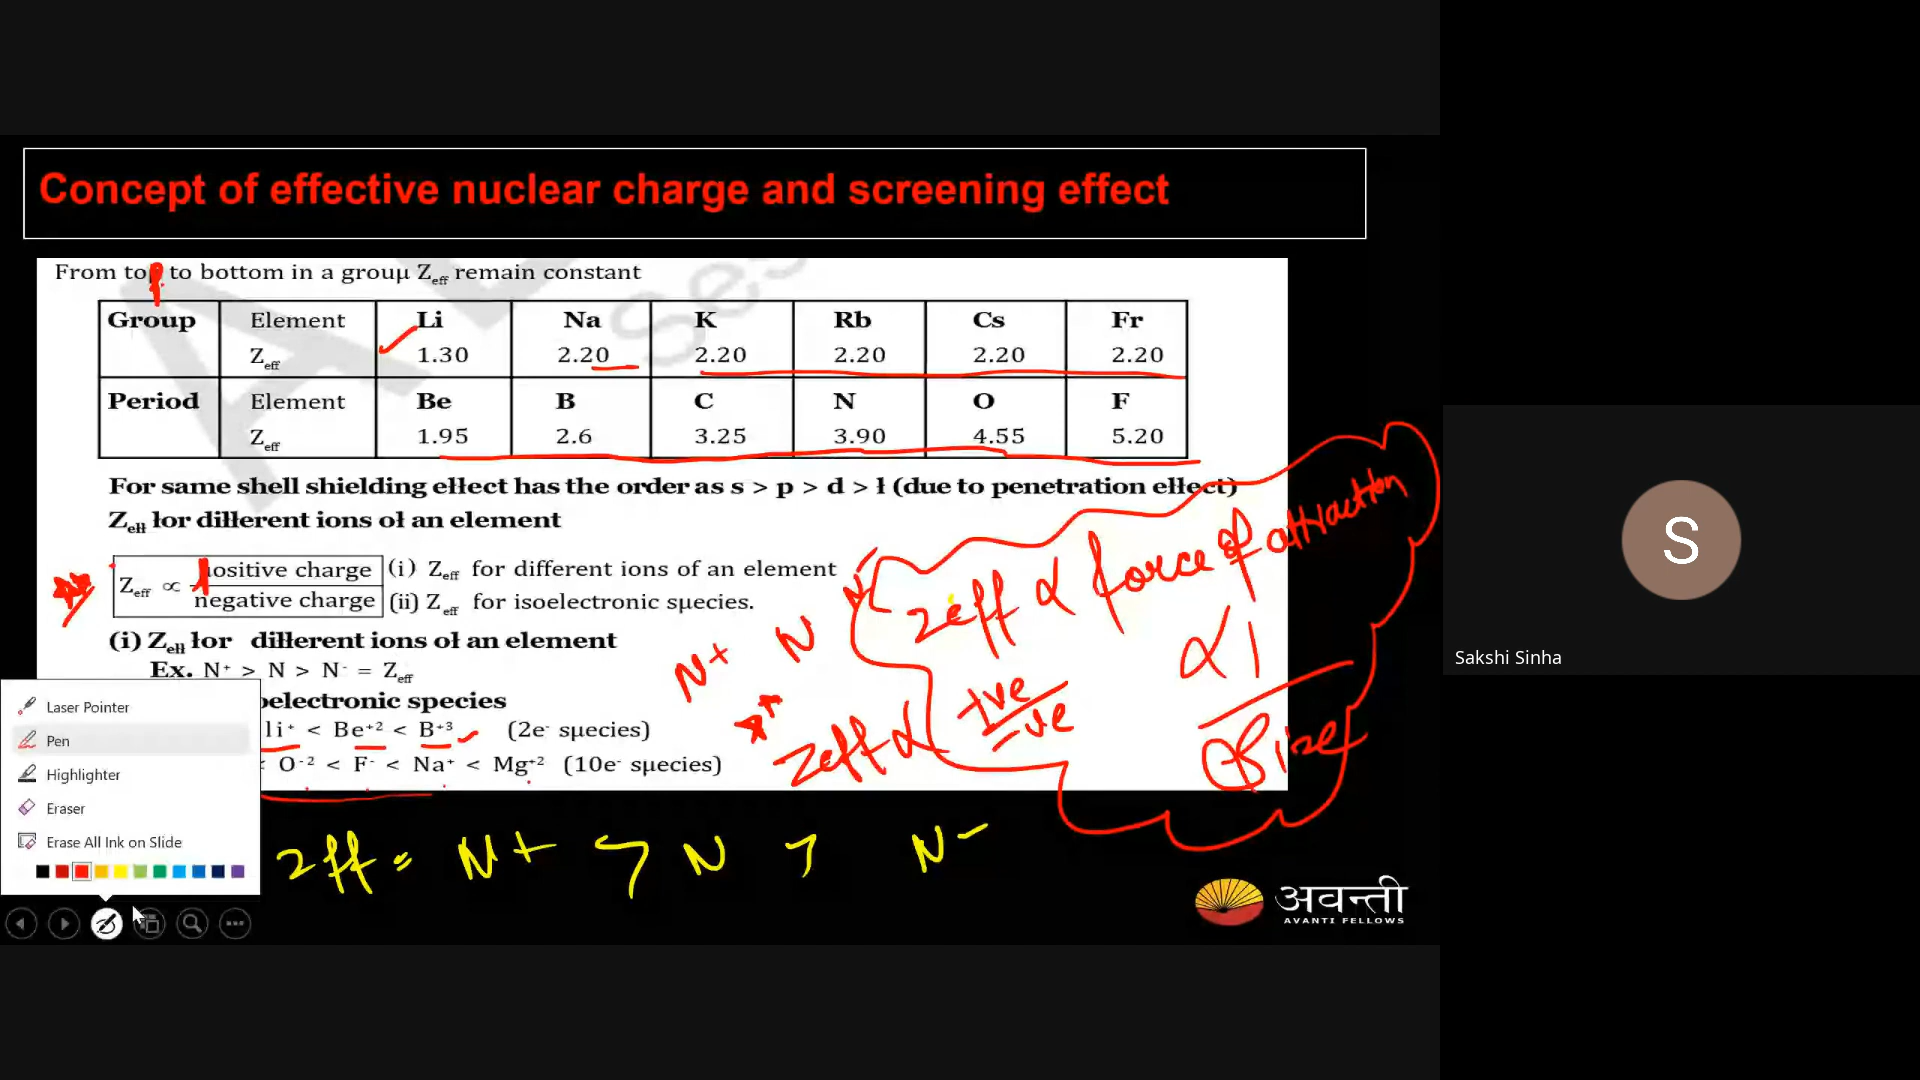 Concept of effective nuclear charge and screening effect
From top to bottom in a grouμ Zeff remain constant
Group Element Li Na K Rb Cs Fr
Zeff 1.30 2.20 2.20 2.20 2.20 2.20
Period Element Be B C N O F
Zeff 1.95 2.6 3.25 3.90 4.55 5.20
For same shell shielding effect has the order as s > p > d > f (due to penetration effect)
Zeff for different ions of an element
Zeff ∝ positive charge / negative charge
(i) Zeff for different ions of an element
(ii) Zeff for isoelectronic sμecies.
(i) Zeff for different ions of an element
Ex. N⁺ > N > N⁻ = Zeff
oelectronic species
li⁺ < Be⁺² < B⁺³ (2e⁻ sμecies)
< O⁻² < F⁻ < Na⁺ < Mg⁺² (10e⁻ sμecies)
N+ N N-
zeff α force of attraction
α 1 / size
Zeff α +ve / -ve
zff = N+ > N > N-
Laser Pointer
Pen
Highlighter
Eraser
Erase All Ink on Slide
अवन्ती
AVANTI FELLOWS
S
Sakshi Sinha